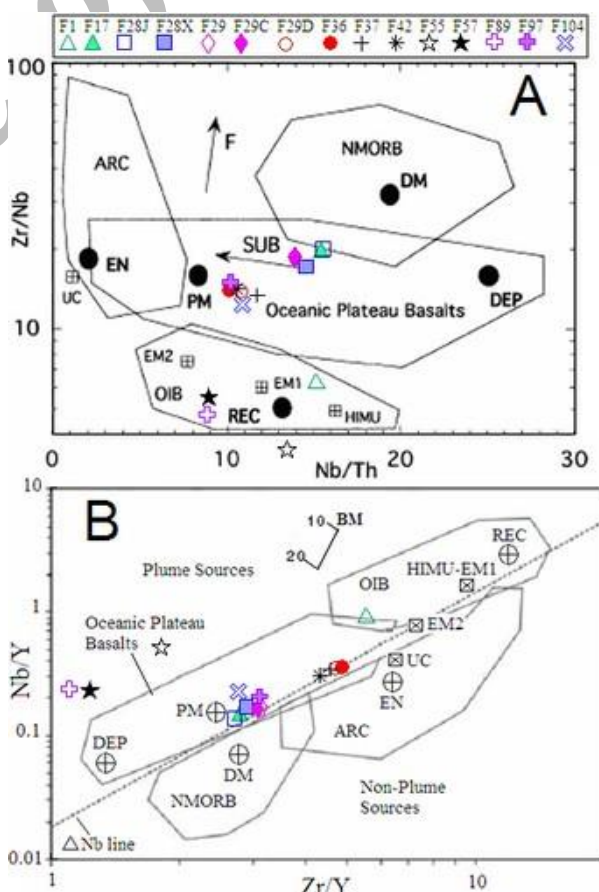 F1 F17 F28J F28X F29 F29C F29D F36 F37 F42 F55 F57 F89 F97 F104
100
A
NMORB
ARC
F
DM
Zr/Nb
SUB
EN
UC
PM
DEP
Oceanic Plateau Basalts
10
EM2
EM1
OIB
REC
HIMU
0 10 20 30
Nb/Th
10
B
10 BM
20
REC
Plume Sources
HIMU-EM1
OIB
1
Oceanic Plateau
Basalts
EM2
UC
Nb/Y
PM
EN
0.1
DEP
DM
ARC
NMORB
Non-Plume
Sources
Nb line
0.01
1 10
Zr/Y